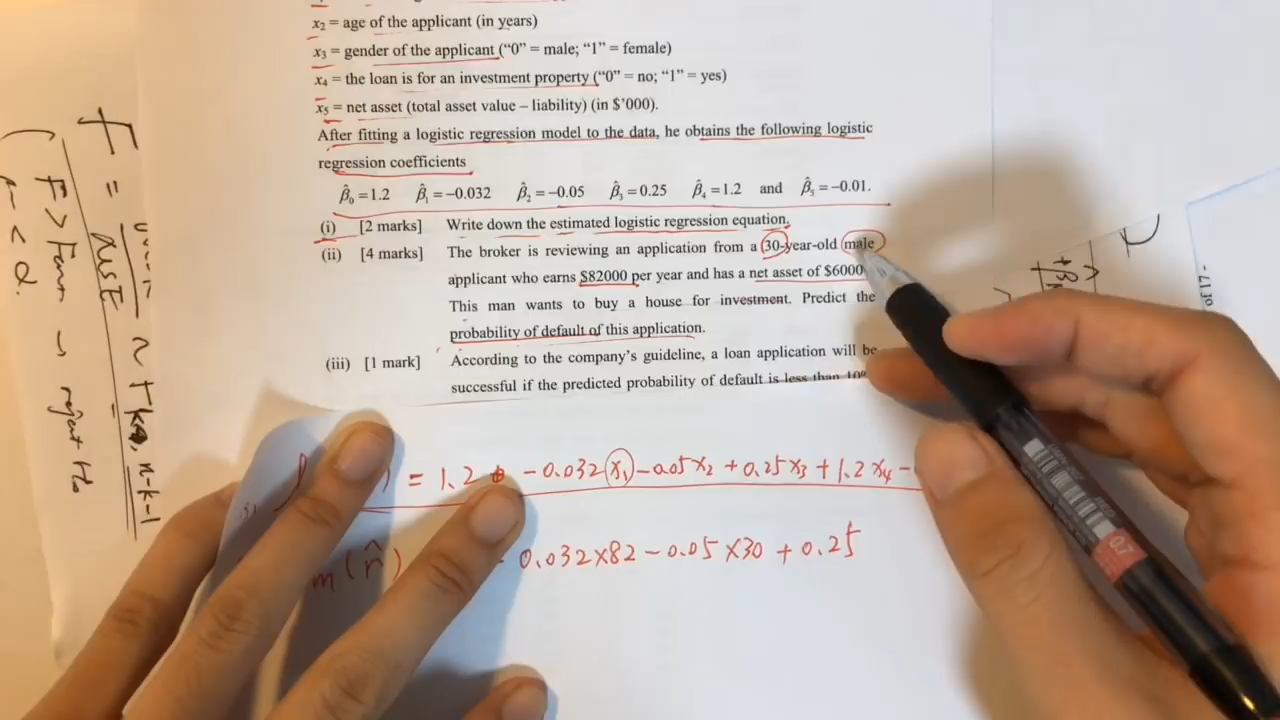 x₂ = age of the applicant (in years)
x₃ = gender of the applicant (“0” = male; “1” = female)
x₄ = the loan is for an investment property (“0” = no; “1” = yes)
x₅ = net asset (total asset value – liability) (in $’000).
After fitting a logistic regression model to the data, he obtains the following logistic
regression coefficients
β̂₀ = 1.2 β̂₁ = −0.032 β̂₂ = −0.05 β̂₃ = 0.25 β̂₄ = 1.2 and β̂₅ = −0.01.
(i) [2 marks] Write down the estimated logistic regression equation.
(ii) [4 marks] The broker is reviewing an application from a 30-year-old male
applicant who earns $82000 per year and has a net asset of $6000
This man wants to buy a house for investment. Predict the
probability of default of this application.
(iii) [1 mark] According to the company’s guideline, a loan application will be
successful if the predicted probability of default is less than
) = 1.2 − 0.032 x₁ − 0.05 x₂ + 0.25 x₃ + 1.2 x₄ −
0.032 × 82 − 0.05 × 30 + 0.25
F =
~ F k, n-k-1
F >
→ reject H₀
< α.